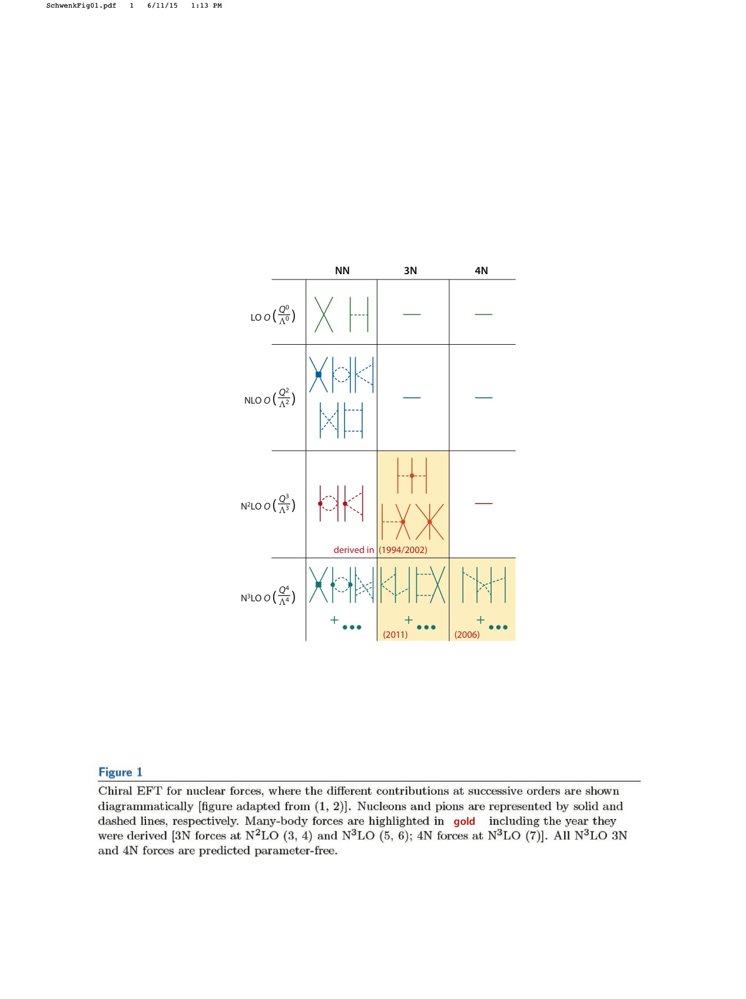 SchwenkFig01.pdf 1 6/11/15 1:13 PM
NN 3N 4N
LO O(Q⁰/Λ⁰) — —
NLO O(Q²/Λ²) — —
N²LO O(Q³/Λ³) —
derived in (1994/2002)
N³LO O(Q⁴/Λ⁴)
+ ••• + ••• + •••
(2011) (2006)
Figure 1
Chiral EFT for nuclear forces, where the different contributions at successive orders are shown
diagrammatically [figure adapted from (1, 2)]. Nucleons and pions are represented by solid and
dashed lines, respectively. Many-body forces are highlighted in gold including the year they
were derived [3N forces at N²LO (3, 4) and N³LO (5, 6); 4N forces at N³LO (7)]. All N³LO 3N
and 4N forces are predicted parameter-free.